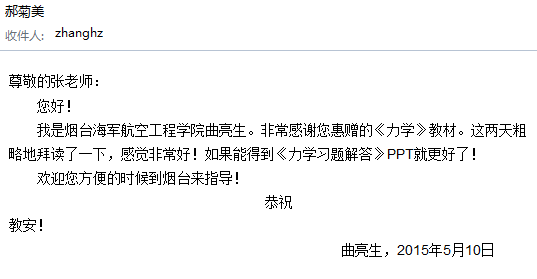 郝菊美
收件人: zhanghz
尊敬的张老师:
您好!
我是烟台海军航空工程学院曲亮生。非常感谢您惠赠的《力学》教材。这两天粗
略地拜读了一下，感觉非常好！如果能得到《力学习题解答》PPT就更好了！
欢迎您方便的时候到烟台来指导！
恭祝
教安！
曲亮生，2015年5月10日